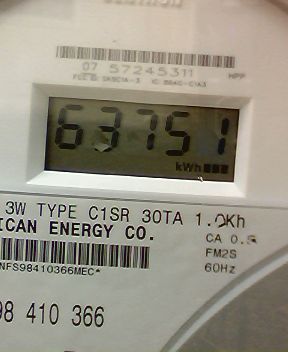 07 57245311 HPP
63751
kWh
3W TYPE C1SR 30TA 1.0Kh
ICAN ENERGY CO.
CA 0.5
FM2S
NFS98410366MEC*
60Hz
98 410 366